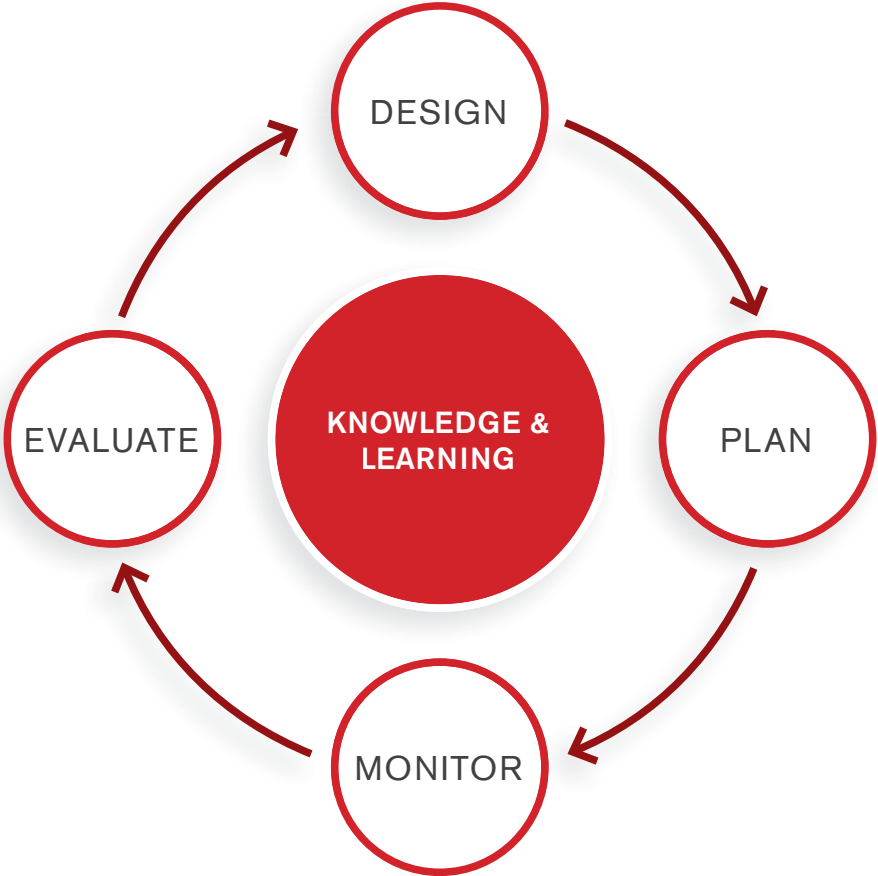 DESIGN
EVALUATE
KNOWLEDGE &
LEARNING
PLAN
MONITOR